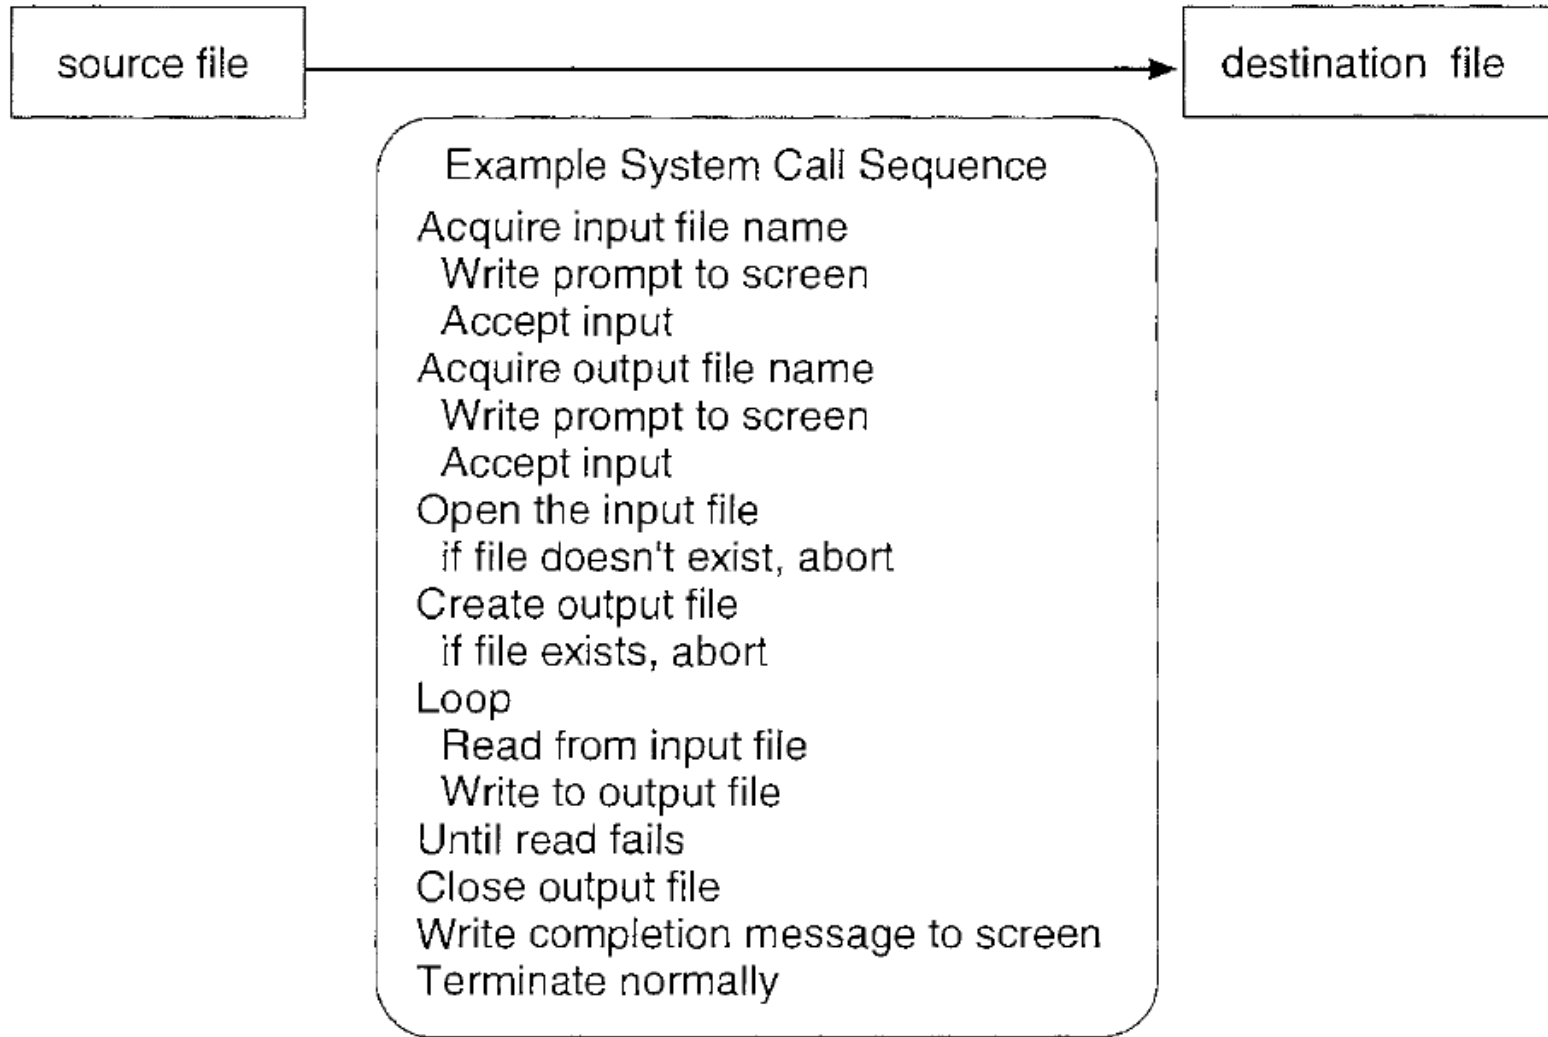 source file
destination file
Example System Call Sequence
Acquire input file name
Write prompt to screen
Accept input
Acquire output file name
Write prompt to screen
Accept input
Open the input file
if file doesn't exist, abort
Create output file
if file exists, abort
Loop
Read from input file
Write to output file
Until read fails
Close output file
Write completion message to screen
Terminate normally